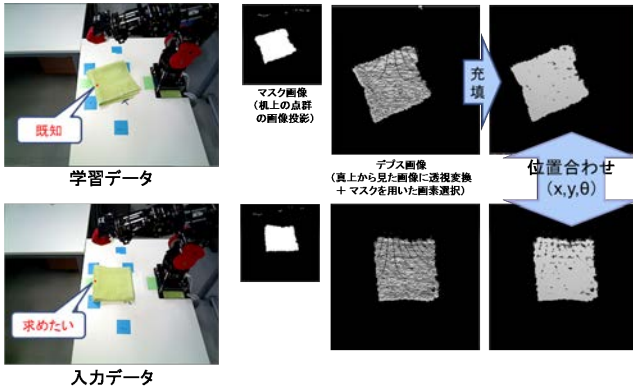 既知
学習データ
マスク画像
(机上の点群
の画像投影)
デプス画像
(真上から見た画像に透視変換
+ マスクを用いた画素選択)
充
填
位置合わせ
(x,y,θ)
求めたい
入力データ